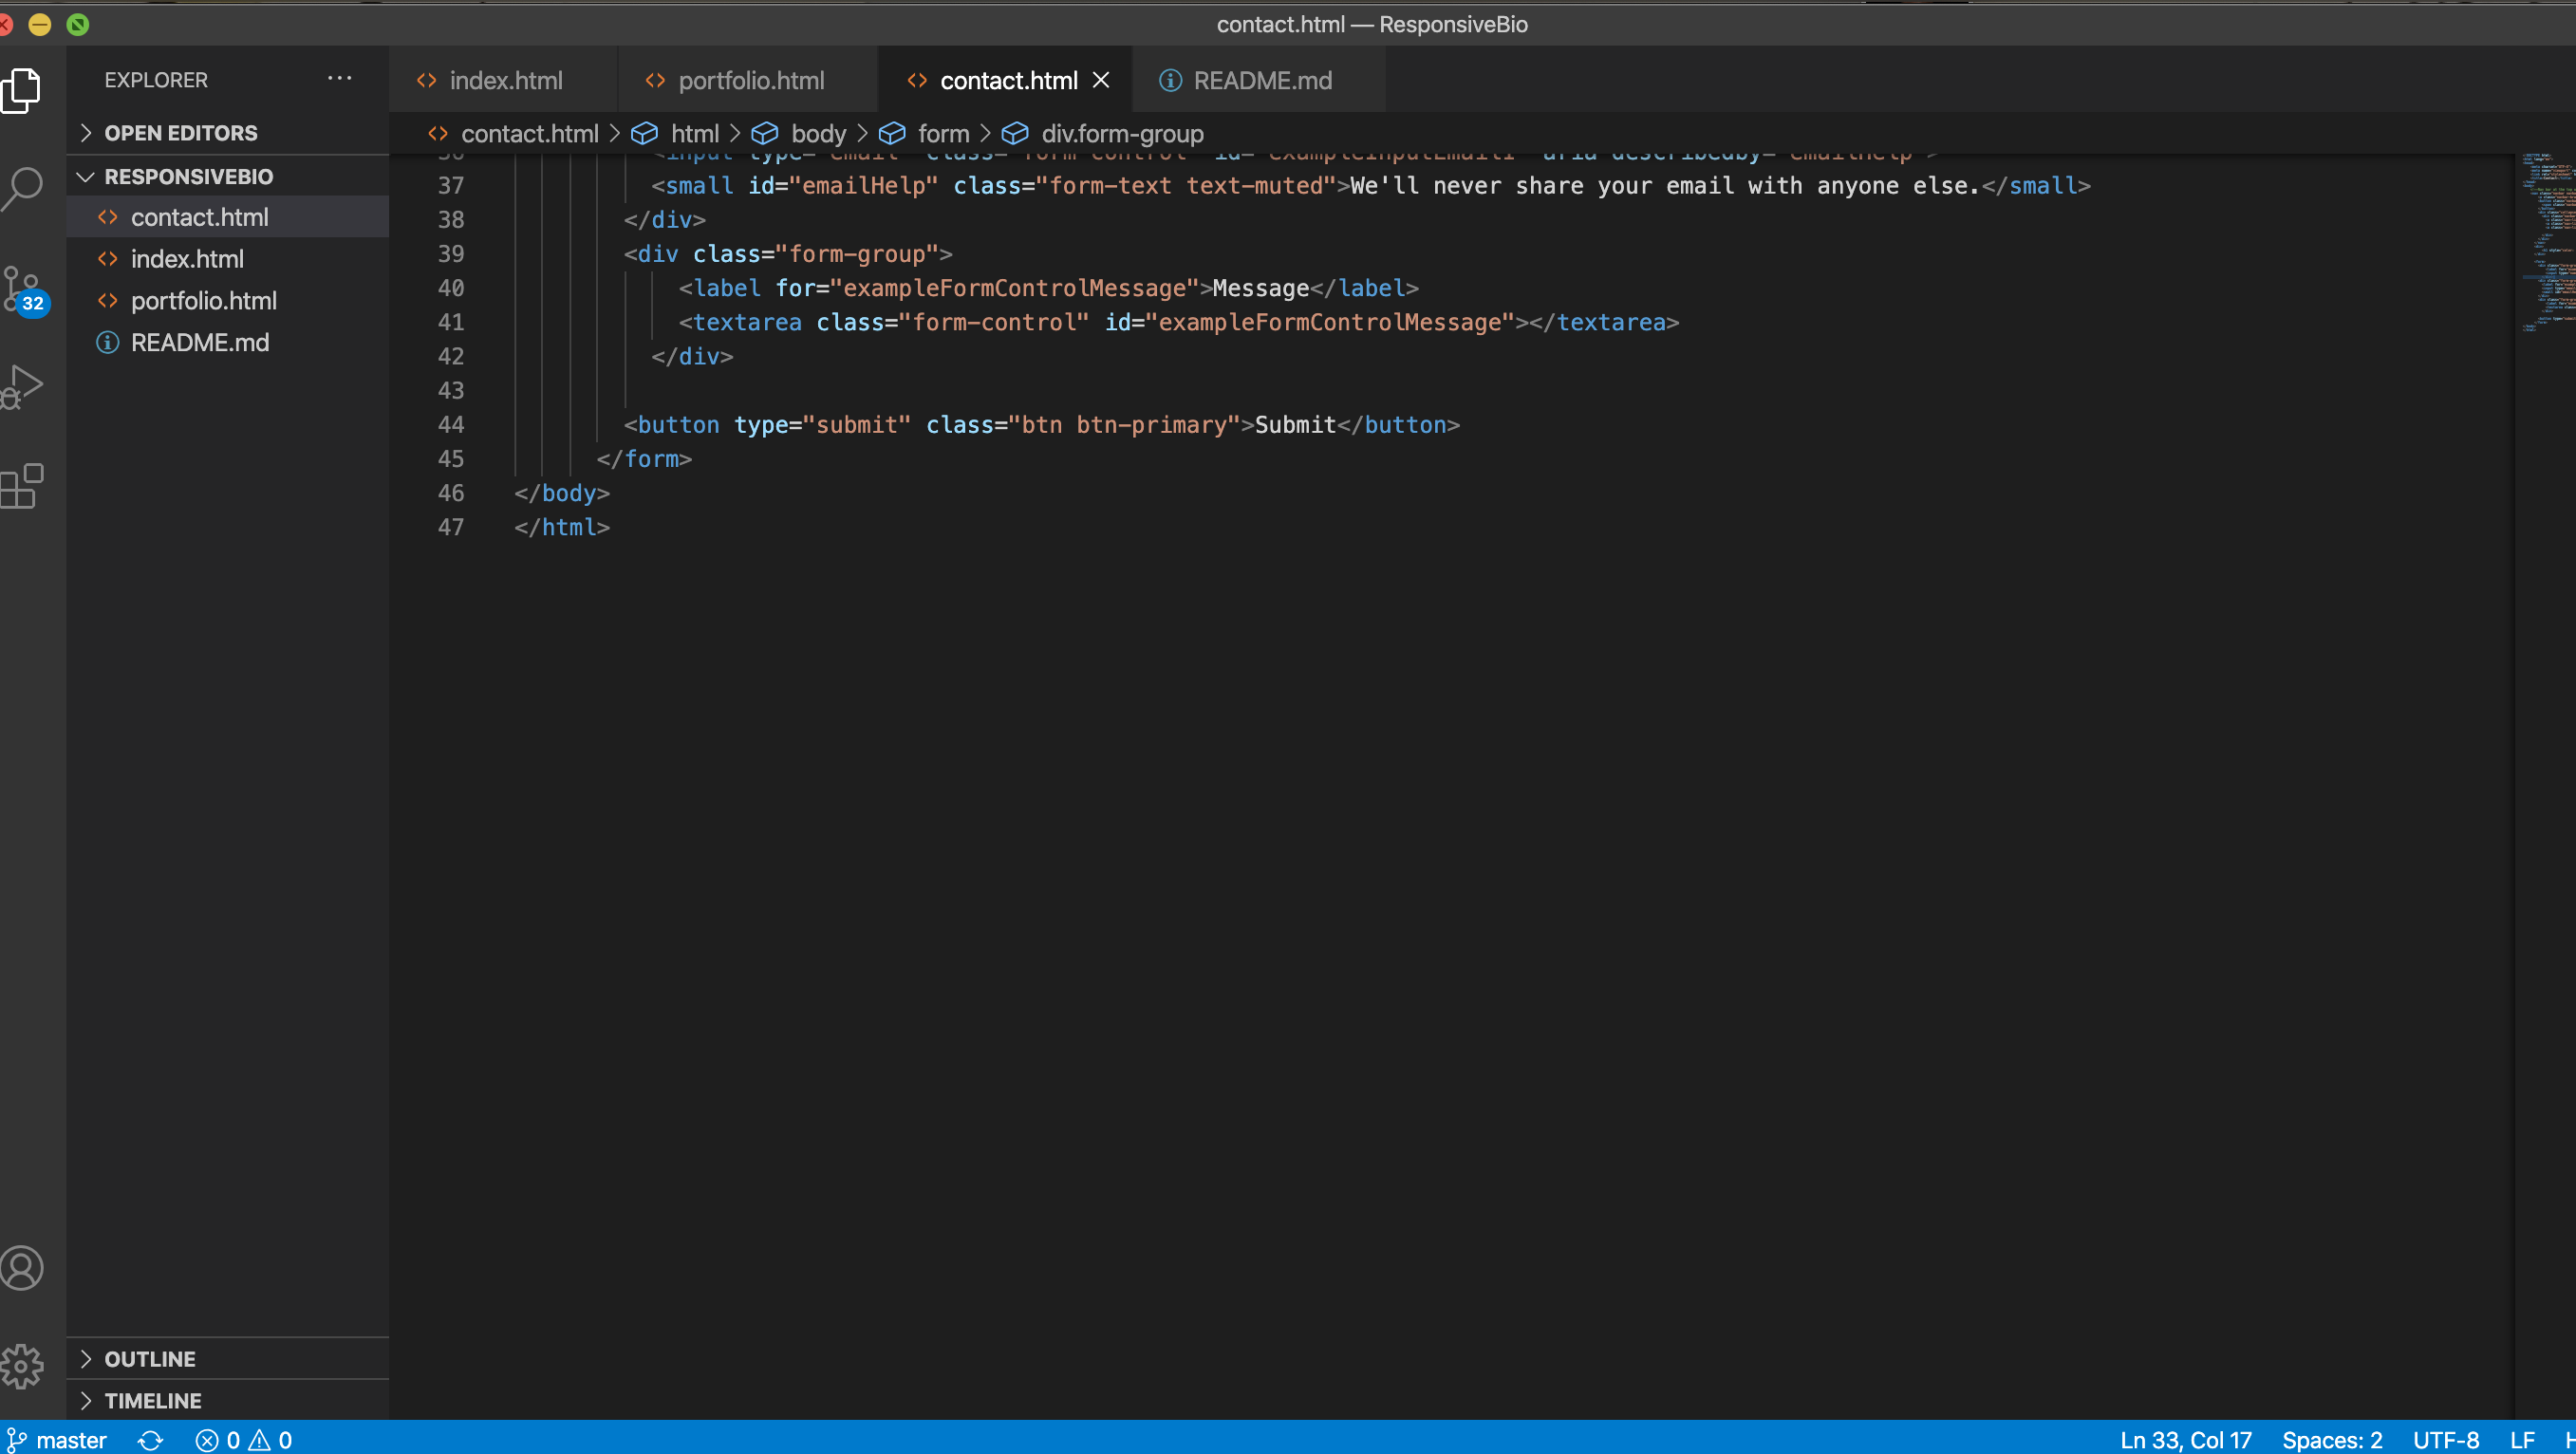 contact.html — ResponsiveBio
EXPLORER
index.html
portfolio.html
contact.html
README.md
OPEN EDITORS
contact.html > html > body > form > div.form-group
RESPONSIVEBIO
contact.html
index.html
portfolio.html
README.md
32
37 <small id="emailHelp" class="form-text text-muted">We'll never share your email with anyone else.</small>
38 </div>
39 <div class="form-group">
40 <label for="exampleFormControlMessage">Message</label>
41 <textarea class="form-control" id="exampleFormControlMessage"></textarea>
42 </div>
43
44 <button type="submit" class="btn btn-primary">Submit</button>
45 </form>
46 </body>
47 </html>
OUTLINE
TIMELINE
master 0 0 Ln 33, Col 17 Spaces: 2 UTF-8 LF